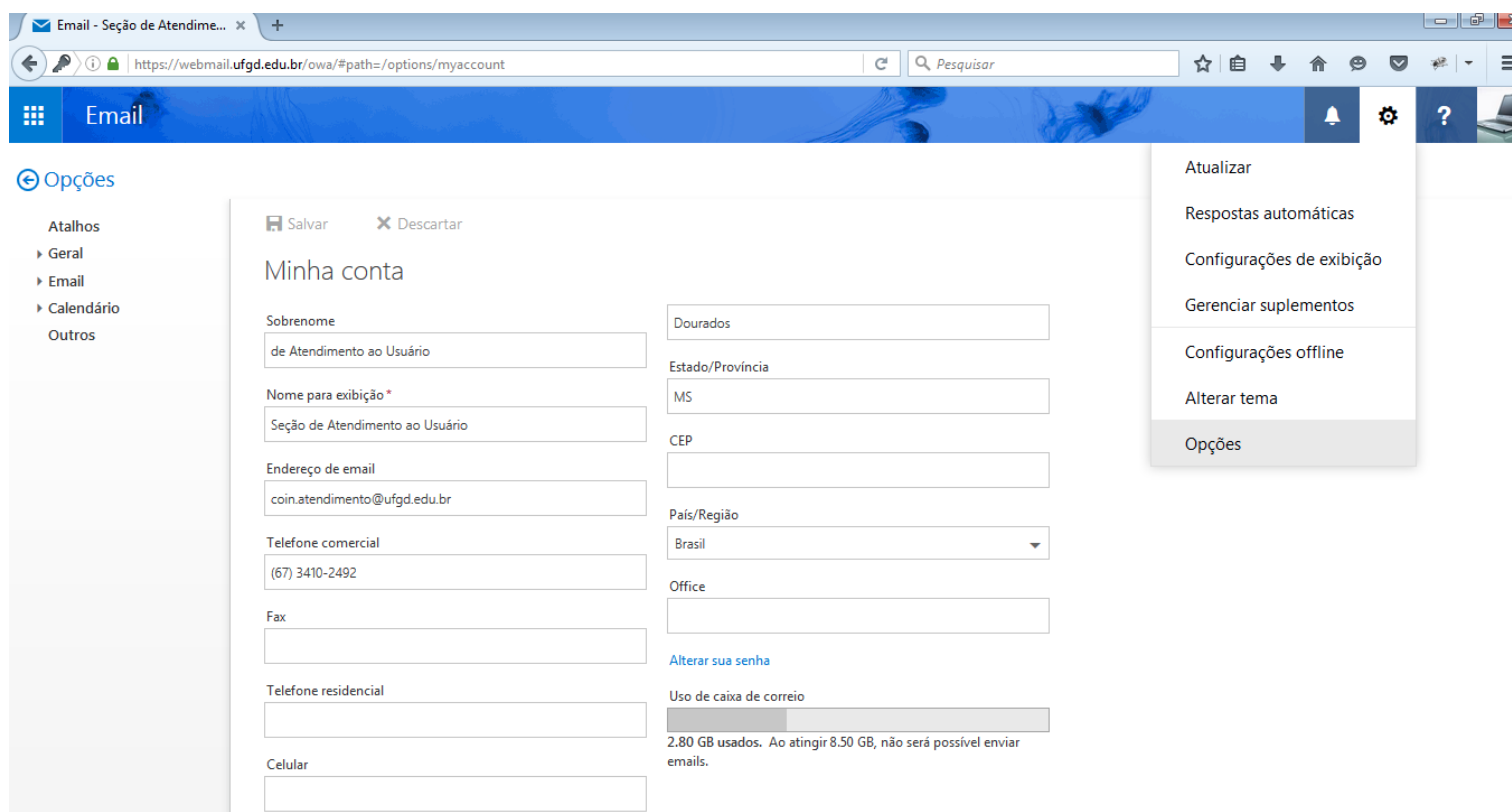 Email - Seção de Atendime...
https://webmail.ufgd.edu.br/owa/#path=/options/myaccount
Pesquisar
Email
?
Opções
Atalhos
Geral
Email
Calendário
Outros
Salvar
Descartar
Minha conta
Sobrenome
de Atendimento ao Usuário
Nome para exibição *
Seção de Atendimento ao Usuário
Endereço de email
coin.atendimento@ufgd.edu.br
Telefone comercial
(67) 3410-2492
Fax
Telefone residencial
Celular
Dourados
Estado/Província
MS
CEP
País/Região
Brasil
Office
Alterar sua senha
Uso de caixa de correio
2.80 GB usados. Ao atingir 8.50 GB, não será possível enviar
emails.
Atualizar
Respostas automáticas
Configurações de exibição
Gerenciar suplementos
Configurações offline
Alterar tema
Opções